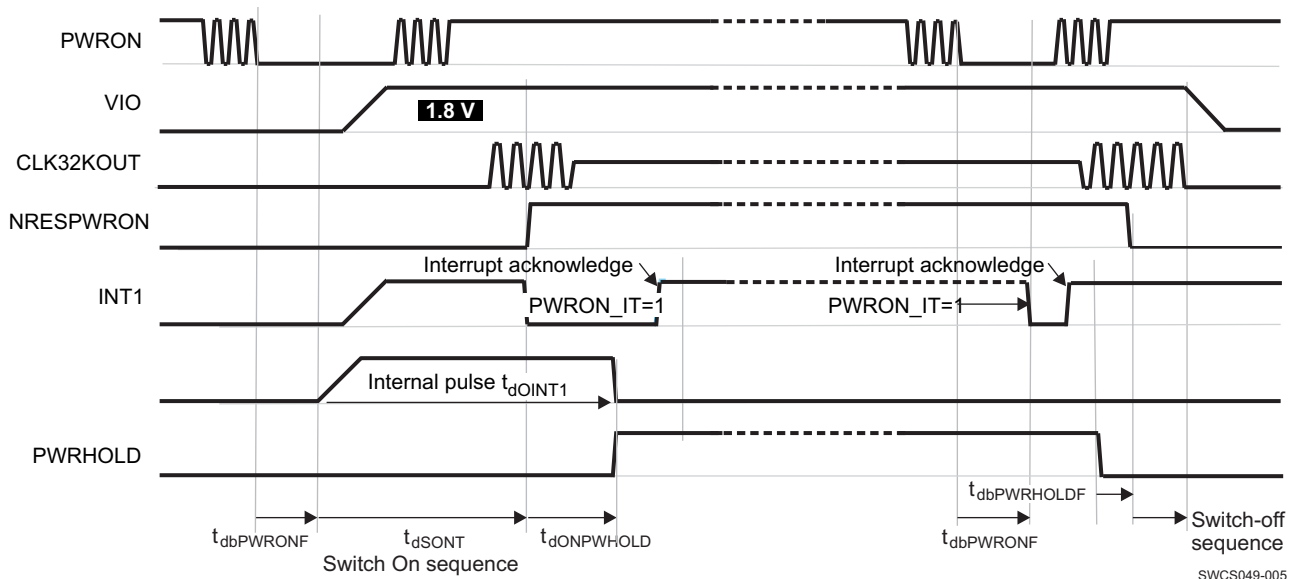 PWRON
VIO
1.8 V
CLK32KOUT
NRESPWRON
Interrupt acknowledge
Interrupt acknowledge
INT1
PWRON_IT=1
PWRON_IT=1
Internal pulse tdOINT1
PWRHOLD
tdbPWRHOLDF
tdbPWRONF
tdSONT
tdONPWHOLD
tdbPWRONF
Switch-off
sequence
Switch On sequence
SWCS049-005